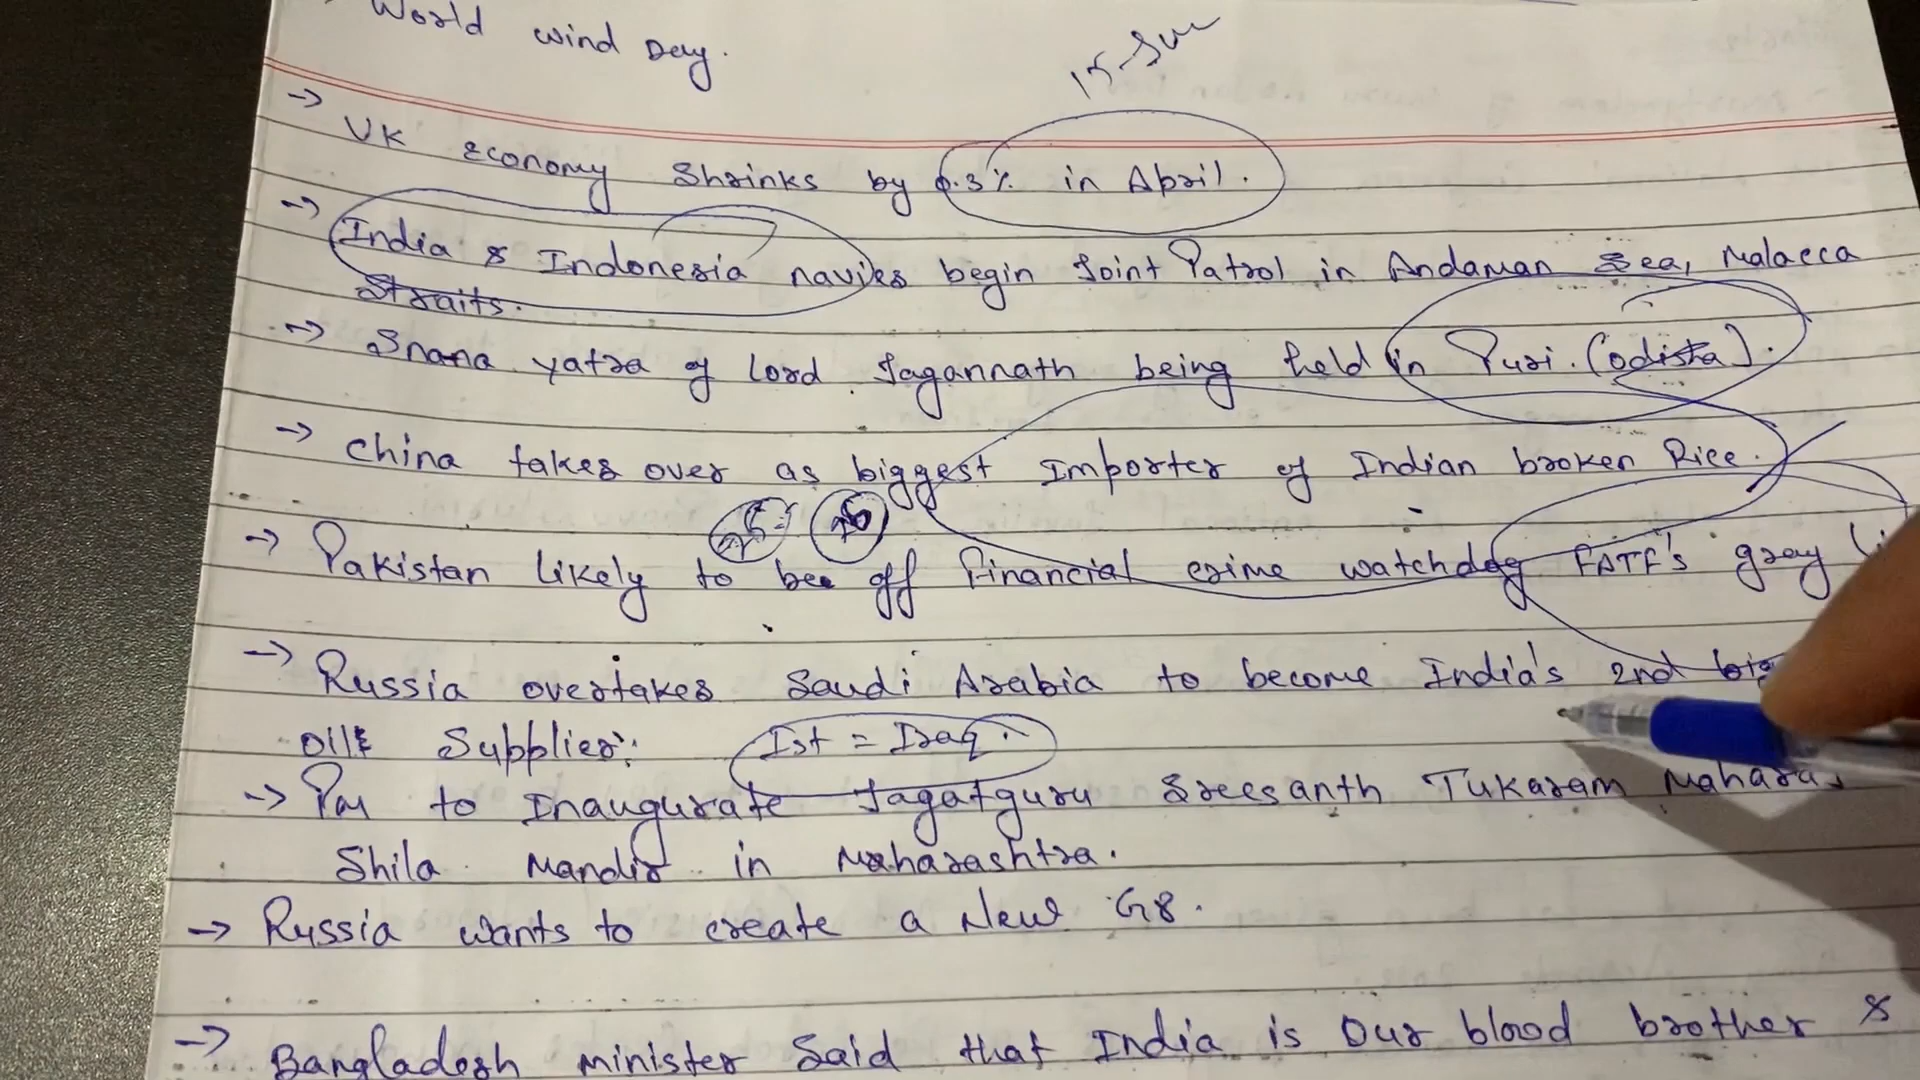 World wind Day.
15-Jun
→ UK economy Shrinks by 0.3% in April.
→ India & Indonesia navies begin Joint Patrol in Andaman Sea, Malacca
Straits.
→ Snana yatra of Lord Jagannath being held in Puri. (odisha).
→ China takes over as biggest Importer of Indian broken Rice.
→ Pakistan likely to be off financial crime watchdog FATF's gray
→ Russia overtakes Saudi Arabia to become India's 2nd big
Oil Supplier: Ist = Iraq.
→ PM to Inaugurate Jagatguru Sreesanth Tukaram Mahara
Shila Mandir in Maharashtra.
→ Russia wants to create a New G8.
→ Bangladesh minister Said that India is Our blood brother &